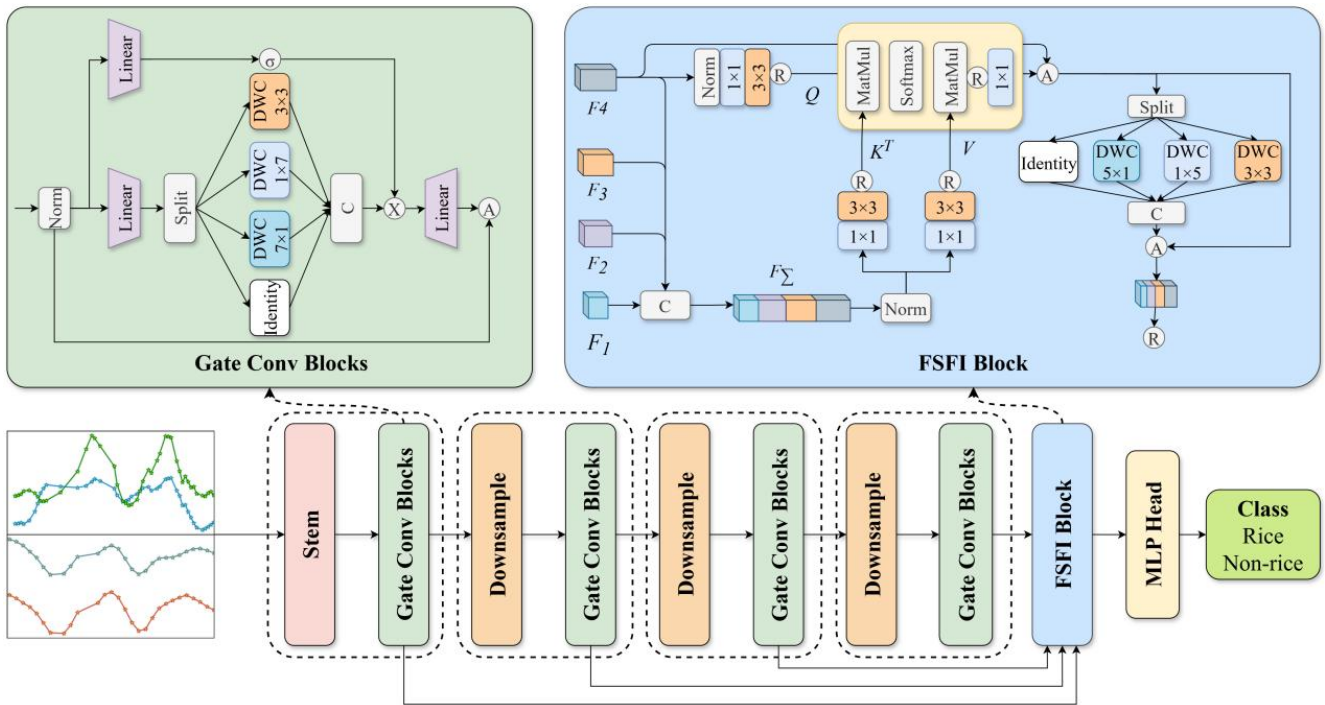 Linear
σ
DWC
3×3
DWC
1×7
Norm
Linear
Split
C
X
Linear
A
DWC
7×1
Identity
Gate Conv Blocks
F4
Norm
1×1
3×3
R
Q
MatMul
Softmax
MatMul
R
1×1
A
Split
Identity
DWC
5×1
DWC
1×5
DWC
3×3
C
A
R
K^T
V
R
R
3×3
3×3
1×1
1×1
F3
F2
F1
C
F∑
Norm
FSFI Block
Stem
Gate Conv Blocks
Downsample
Gate Conv Blocks
Downsample
Gate Conv Blocks
Downsample
Gate Conv Blocks
FSFI Block
MLP Head
Class
Rice
Non-rice